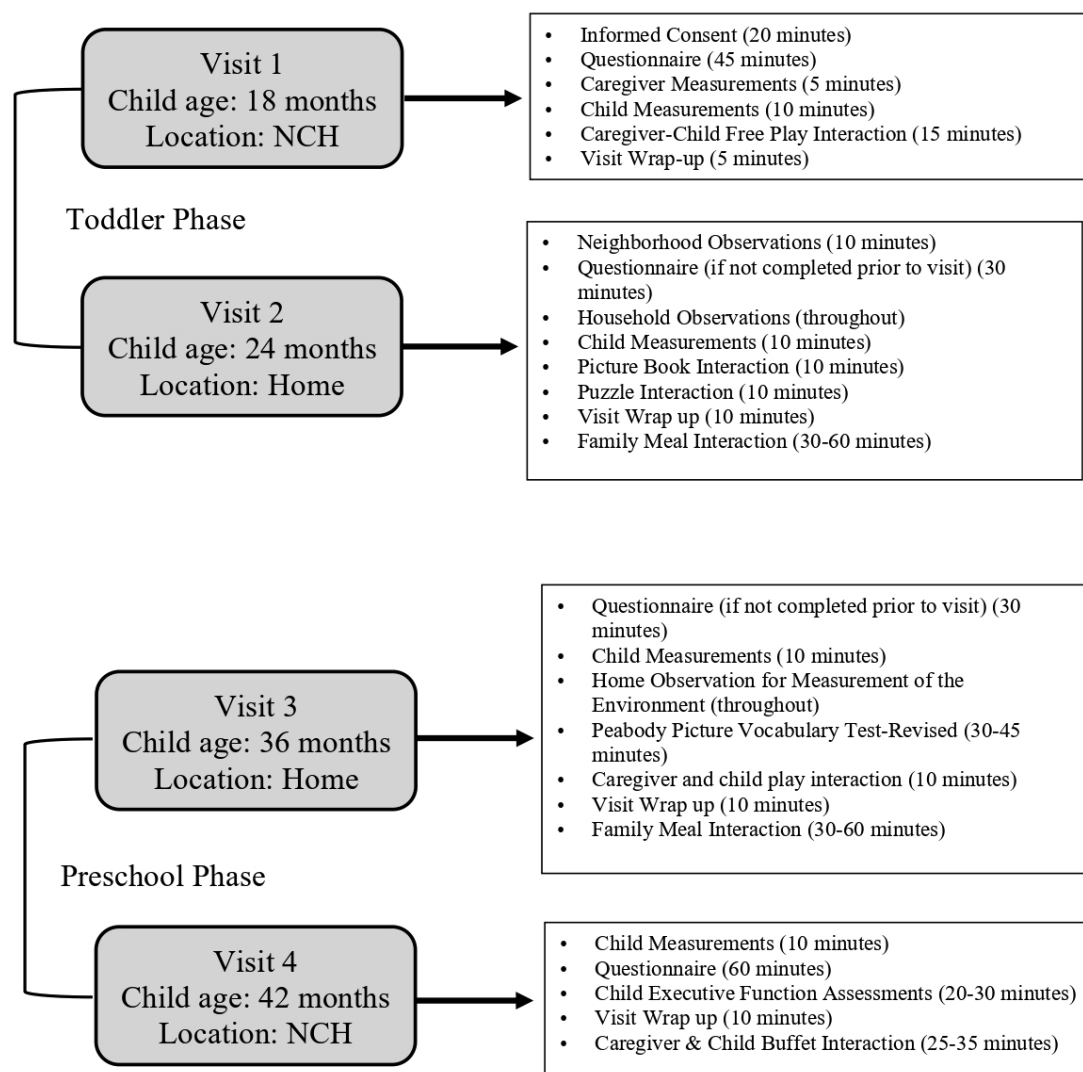 Visit 1
Child age: 18 months
Location: NCH
• Informed Consent (20 minutes)
• Questionnaire (45 minutes)
• Caregiver Measurements (5 minutes)
• Child Measurements (10 minutes)
• Caregiver-Child Free Play Interaction (15 minutes)
• Visit Wrap-up (5 minutes)
Toddler Phase
Visit 2
Child age: 24 months
Location: Home
• Neighborhood Observations (10 minutes)
• Questionnaire (if not completed prior to visit) (30
minutes)
• Household Observations (throughout)
• Child Measurements (10 minutes)
• Picture Book Interaction (10 minutes)
• Puzzle Interaction (10 minutes)
• Visit Wrap up (10 minutes)
• Family Meal Interaction (30-60 minutes)
Visit 3
Child age: 36 months
Location: Home
• Questionnaire (if not completed prior to visit) (30
minutes)
• Child Measurements (10 minutes)
• Home Observation for Measurement of the
Environment (throughout)
• Peabody Picture Vocabulary Test-Revised (30-45
minutes)
• Caregiver and child play interaction (10 minutes)
• Visit Wrap up (10 minutes)
• Family Meal Interaction (30-60 minutes)
Preschool Phase
Visit 4
Child age: 42 months
Location: NCH
• Child Measurements (10 minutes)
• Questionnaire (60 minutes)
• Child Executive Function Assessments (20-30 minutes)
• Visit Wrap up (10 minutes)
• Caregiver & Child Buffet Interaction (25-35 minutes)